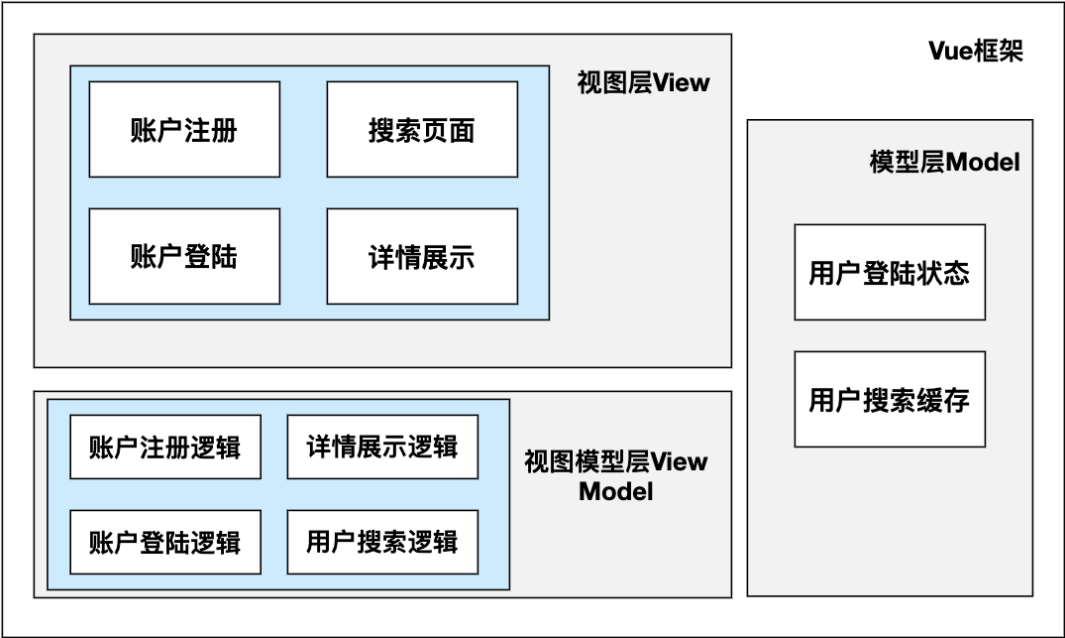 Vue框架
视图层View
账户注册
搜索页面
账户登陆
详情展示
模型层Model
用户登陆状态
用户搜索缓存
视图模型层View
Model
账户注册逻辑
详情展示逻辑
账户登陆逻辑
用户搜索逻辑